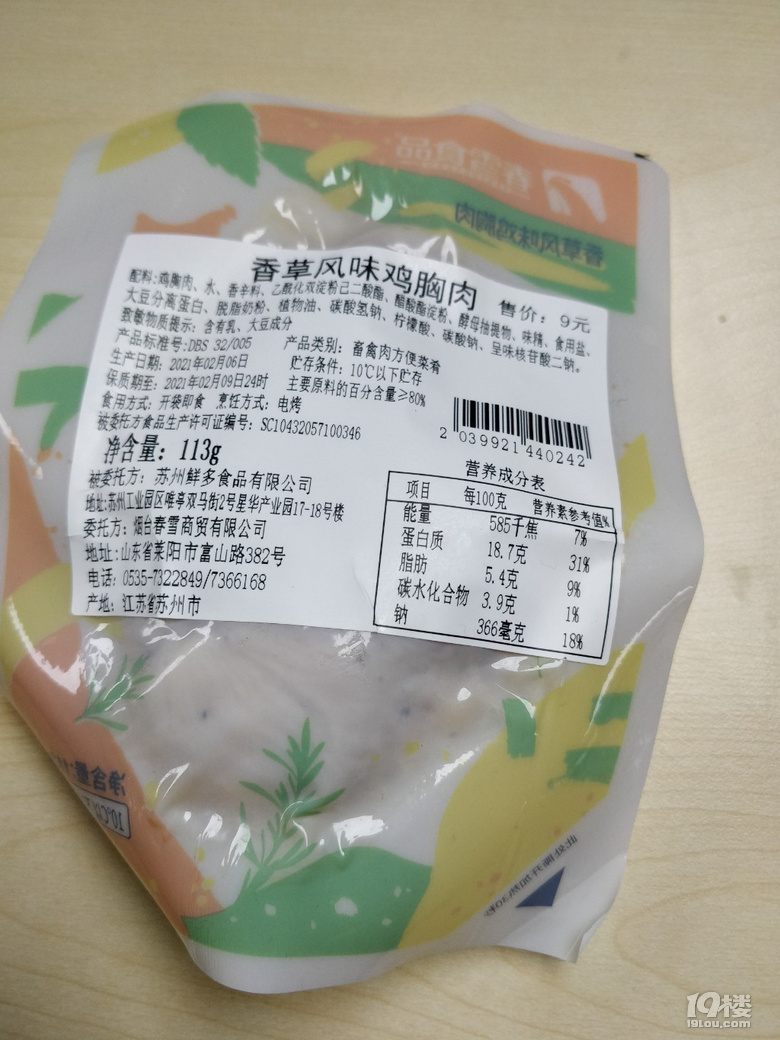 春雪食品
香草风味鸡胸肉
香草风味鸡胸肉 售价：9元
配料：鸡胸肉、水、香辛料、乙酰化双淀粉己二酸酯、醋酸酯淀粉、酵母抽提物、味精、食用盐、
大豆分离蛋白、脱脂奶粉、植物油、碳酸氢钠、柠檬酸、碳酸钠、呈味核苷酸二钠。
致敏物质提示：含有乳、大豆成分
产品标准号：DBS 32/005 产品类别：畜禽肉方便菜肴
生产日期：2021年02月06日 贮存条件：10℃以下贮存
保质期至：2021年02月09日24时 主要原料的百分含量≥80%
食用方式：开袋即食 烹饪方式：电烤
被委托方食品生产许可证编号：SC10432057100346
2 039921 440242
净含量：113g
被委托方：苏州鲜多食品有限公司
地址:苏州工业园区唯亭双马街2号星华产业园17-18号楼
委托方：烟台春雪商贸有限公司
地址:山东省莱阳市富山路382号
电话：0535-7322849/7366168
产地：江苏省苏州市
营养成分表
项目 每100克 营养素参考值%
能量 585千焦 7%
蛋白质 18.7克 31%
脂肪 5.4克 9%
碳水化合物 3.9克 1%
钠 366毫克 18%
净含量:
19楼
19lou.com